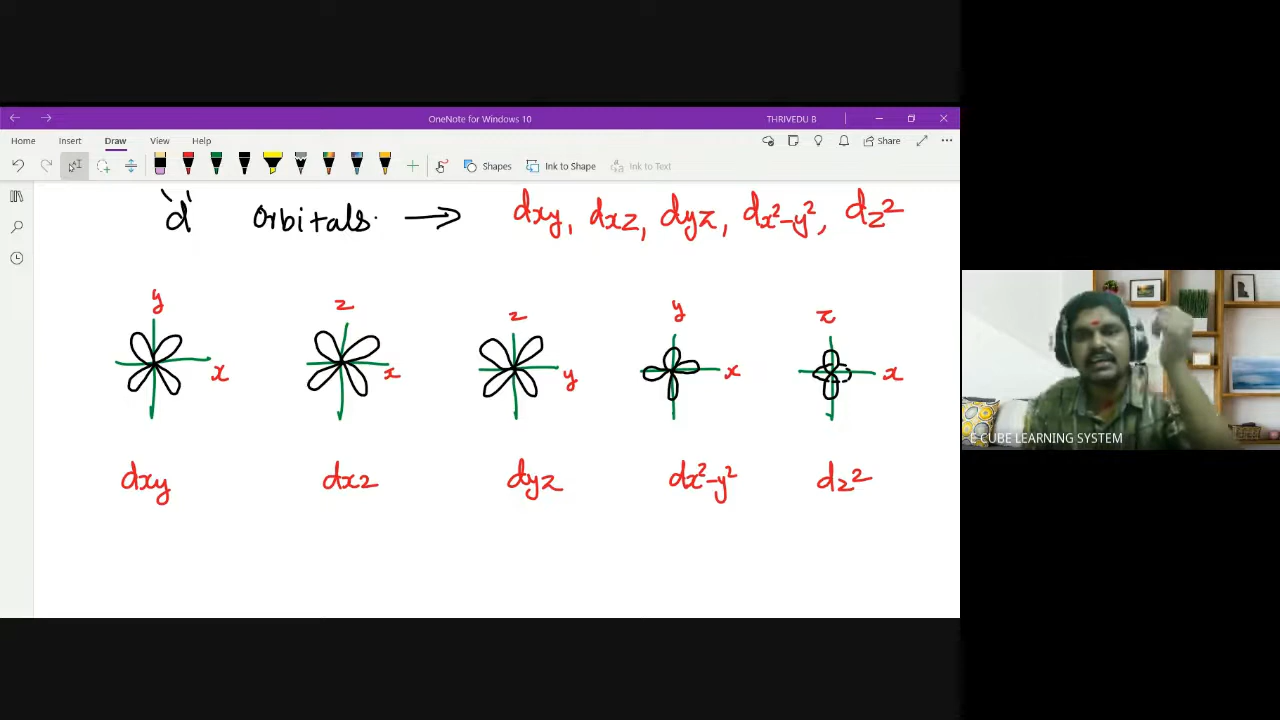 OneNote for Windows 10
THRIVEDU B
Home Insert Draw View Help
Share
Shapes Ink to Shape Ink to Text
'd' Orbitals → dxy, dxz, dyz, dx²-y², dz²
y z z y z
x x y x x
dxy dxz dyz dx²-y² dz²
E CUBE LEARNING SYSTEM